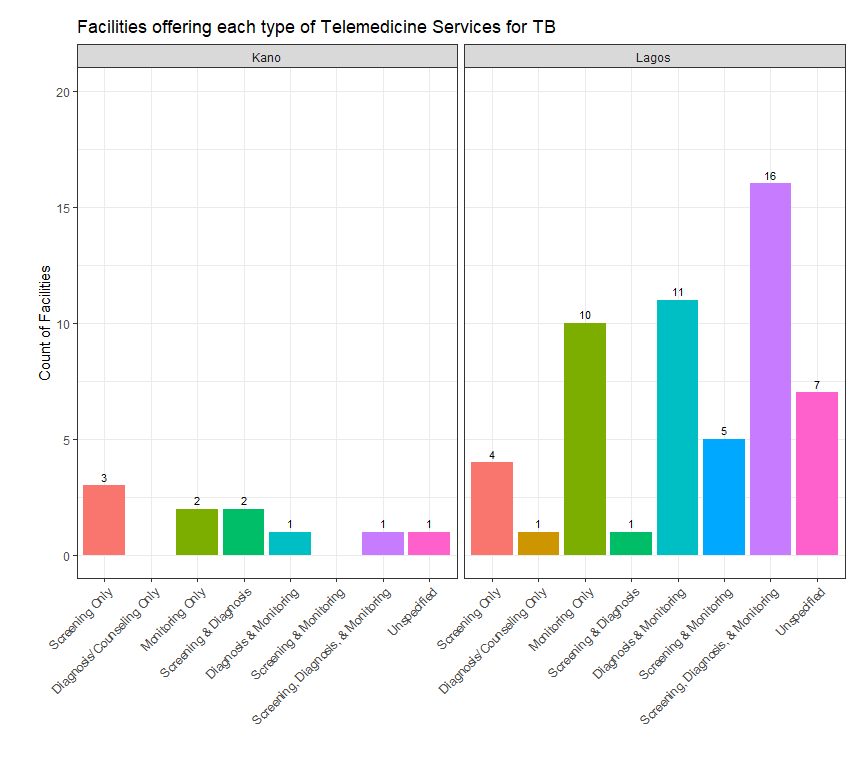 Facilities offering each type of Telemedicine Services for TB
Kano
Lagos
Count of Facilities
20
15
10
5
0
3
2
2
1
1
1
4
1
10
1
11
5
16
7
Screening Only
Diagnosis/Counseling Only
Monitoring Only
Screening & Diagnosis
Diagnosis & Monitoring
Screening & Monitoring
Screening, Diagnosis, & Monitoring
Unspecified
Screening Only
Diagnosis/Counseling Only
Monitoring Only
Screening & Diagnosis
Diagnosis & Monitoring
Screening & Monitoring
Screening, Diagnosis, & Monitoring
Unspecified